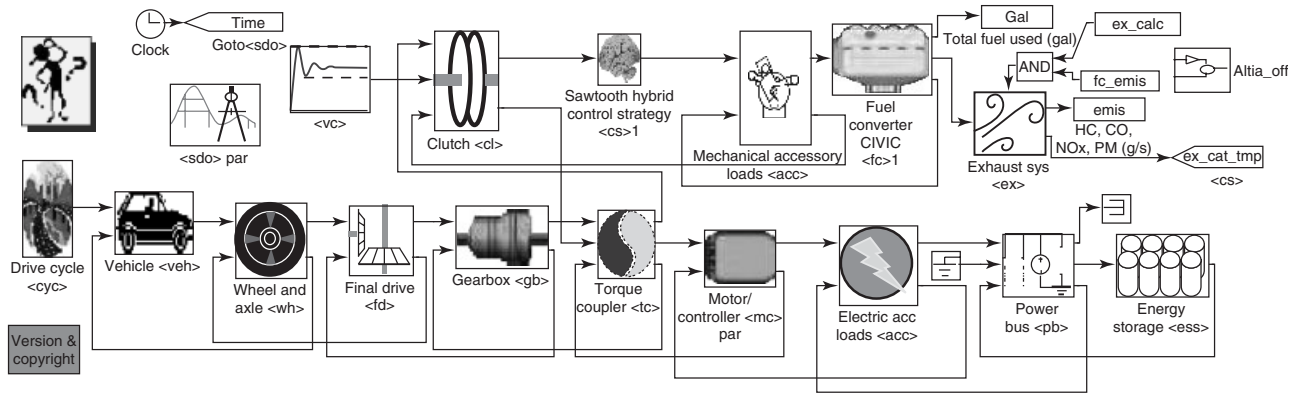 Clock
Time
Goto<sdo>
<sdo> par
<vc>
Clutch <cl>
Sawtooth hybrid
control strategy
<cs>1
Mechanical accessory
loads <acc>
Fuel
converter
CIVIC
<fc>1
Gal
Total fuel used (gal)
ex_calc
AND
fc_emis
emis
HC, CO,
NOx, PM (g/s)
Exhaust sys
<ex>
ex_cat_tmp
<cs>
Altia_off
Drive cycle
<cyc>
Vehicle <veh>
Wheel and
axle <wh>
Final drive
<fd>
Gearbox <gb>
Torque
coupler <tc>
Motor/
controller <mc>
par
Electric acc
loads <acc>
Power
bus <pb>
Energy
storage <ess>
Version &
copyright